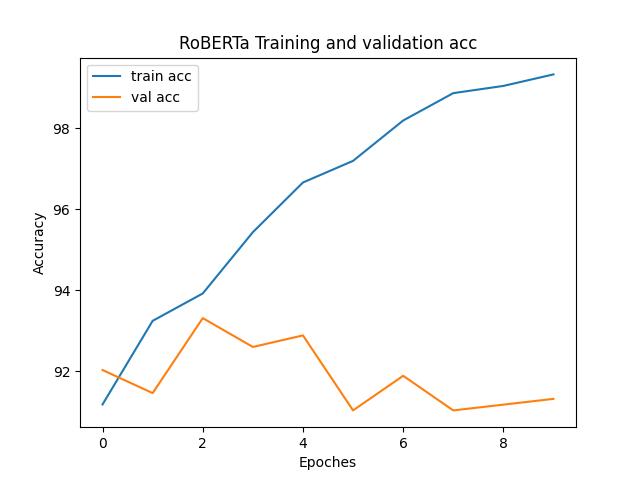 RoBERTa Training and validation acc
train acc
val acc
98
96
94
92
Accuracy
0 2 4 6 8
Epoches